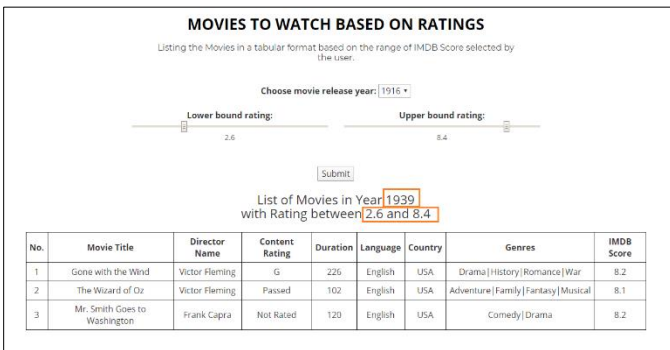 MOVIES TO WATCH BASED ON RATINGS
Listing the Movies in a tabular format based on the range of IMDB Score selected by
the user.
Choose movie release year: 1916
Lower bound rating: Upper bound rating:
2.6 8.4
Submit
List of Movies in Year 1939
with Rating between 2.6 and 8.4
No. Movie Title Director Name Content Rating Duration Language Country Genres IMDB Score
1 Gone with the Wind Victor Fleming G 226 English USA Drama|History|Romance|War 8.2
2 The Wizard of Oz Victor Fleming Passed 102 English USA Adventure|Family|Fantasy|Musical 8.1
3 Mr. Smith Goes to Washington Frank Capra Not Rated 120 English USA Comedy|Drama 8.2